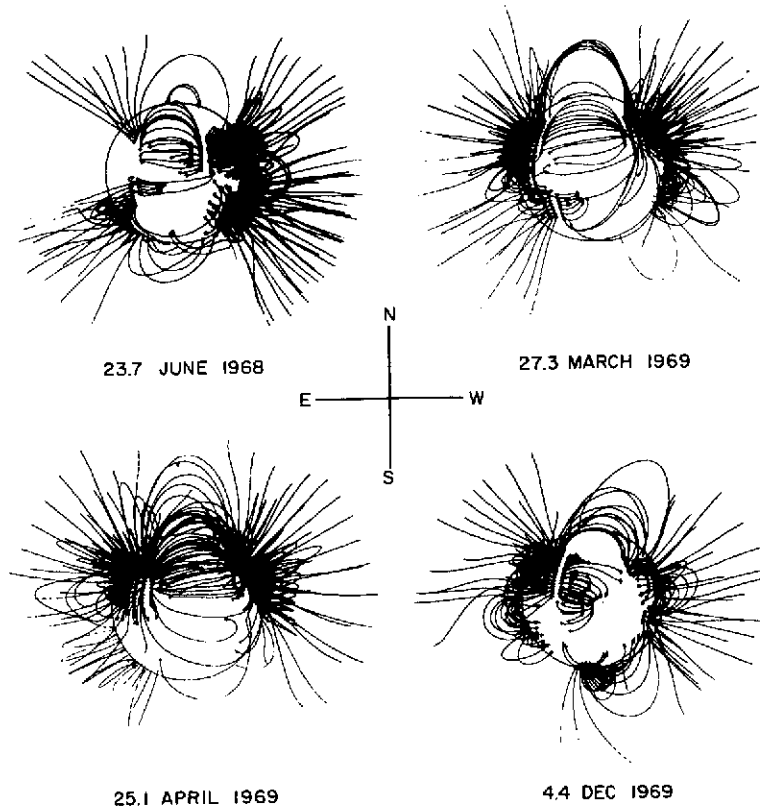 23.7 JUNE 1968
27.3 MARCH 1969
N
E
W
S
25.1 APRIL 1969
4.4 DEC 1969